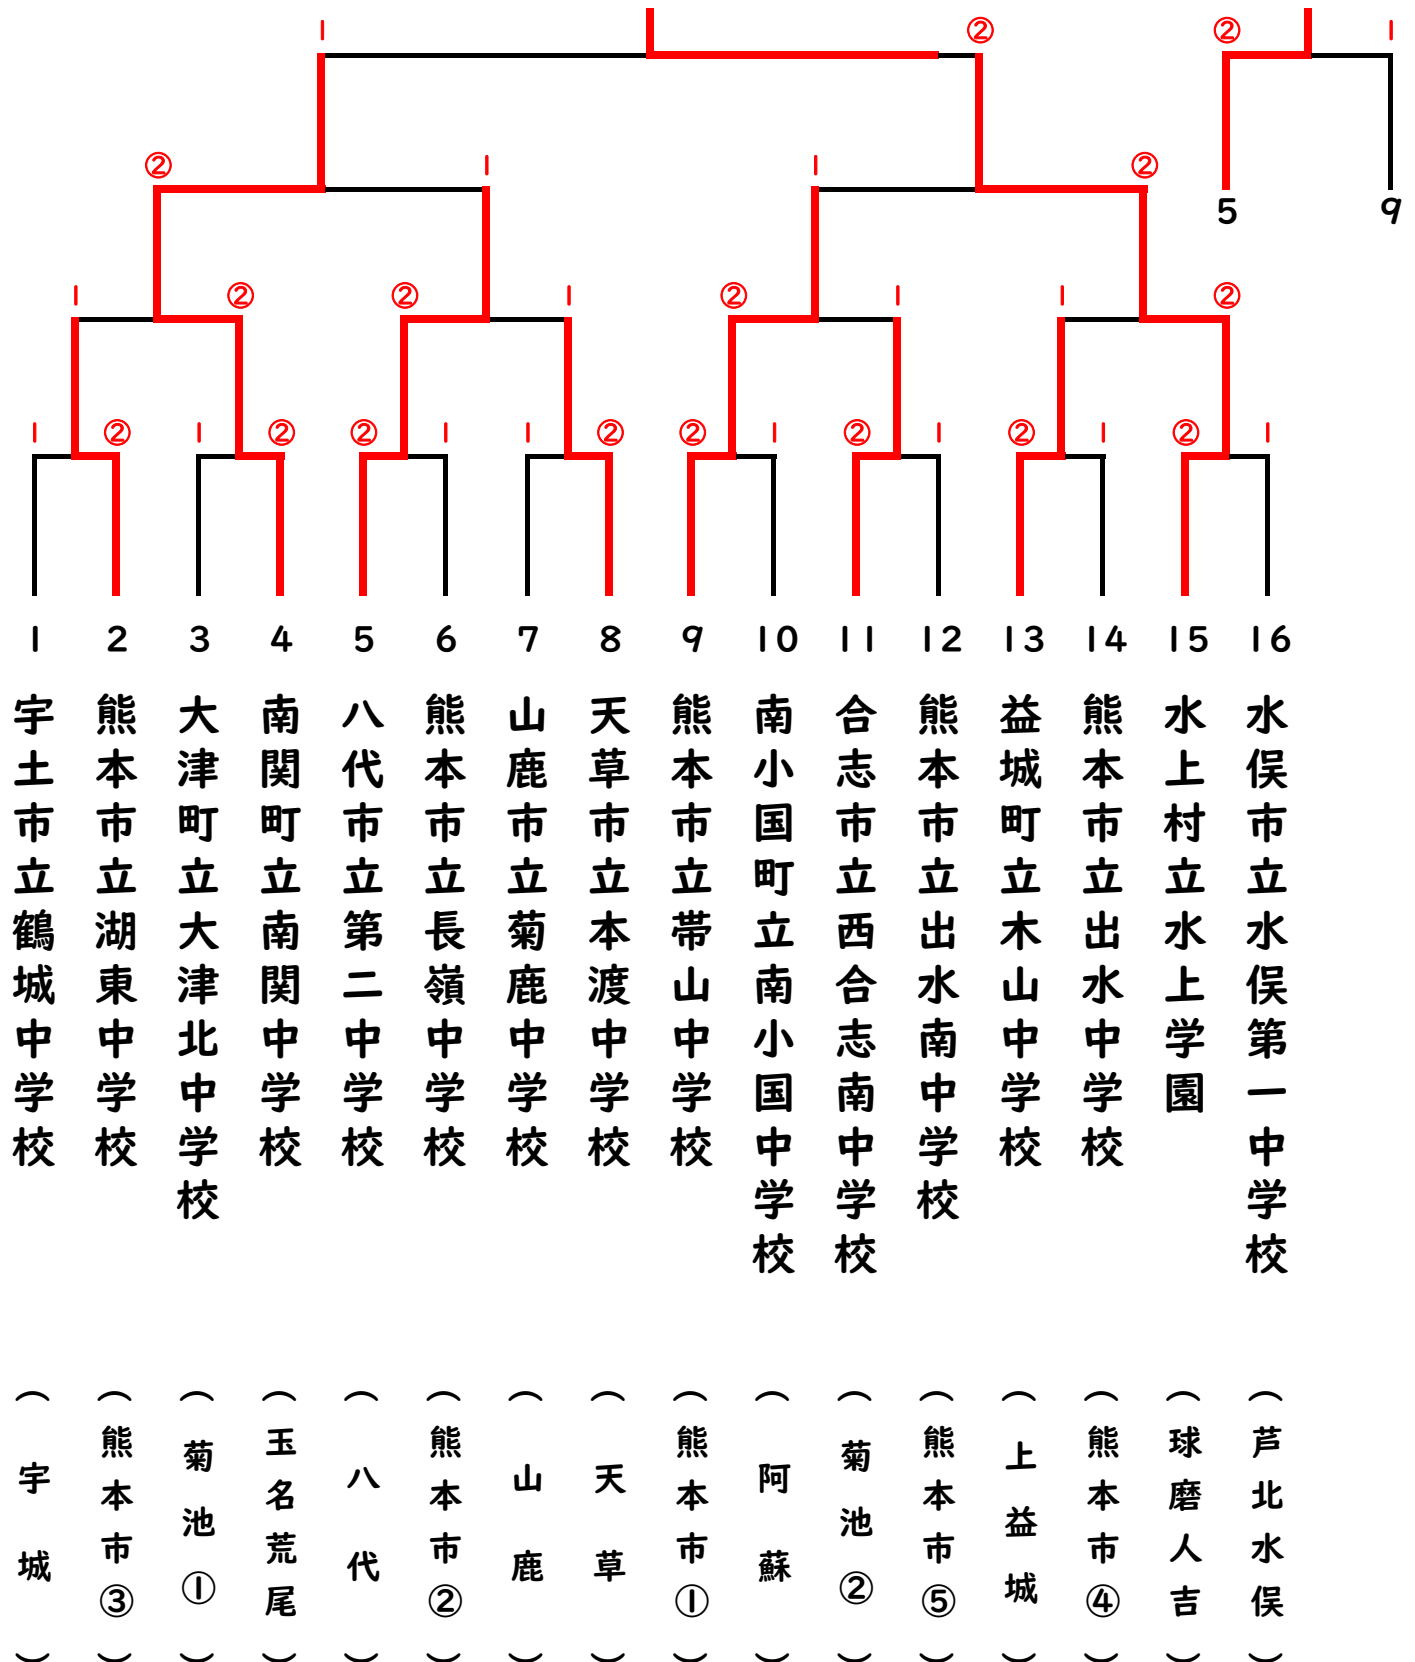 1 ② ② 1
② 1 1 ②
5 9
1 ② ② 1 ② 1 1 ②
1 ② 1 ② ② 1 1 ② ② 1 ② 1 ② 1 ② 1
1 2 3 4 5 6 7 8 9 10 11 12 13 14 15 16
宇土市立鶴城中学校
熊本市立湖東中学校
大津町立大津北中学校
南関町立南関中学校
八代市立第二中学校
熊本市立長嶺中学校
山鹿市立菊鹿中学校
天草市立本渡中学校
熊本市立帯山中学校
南小国町立南小国中学校
合志市立西合志南中学校
熊本市立出水南中学校
益城町立木山中学校
熊本市立出水中学校
水上村立水上学園
水俣市立水俣第一中学校
（宇城）
（熊本市③）
（菊池①）
（玉名荒尾）
（八代）
（熊本市②）
（山鹿）
（天草）
（熊本市①）
（阿蘇）
（菊池②）
（熊本市⑤）
（上益城）
（熊本市④）
（球磨人吉）
（芦北水俣）